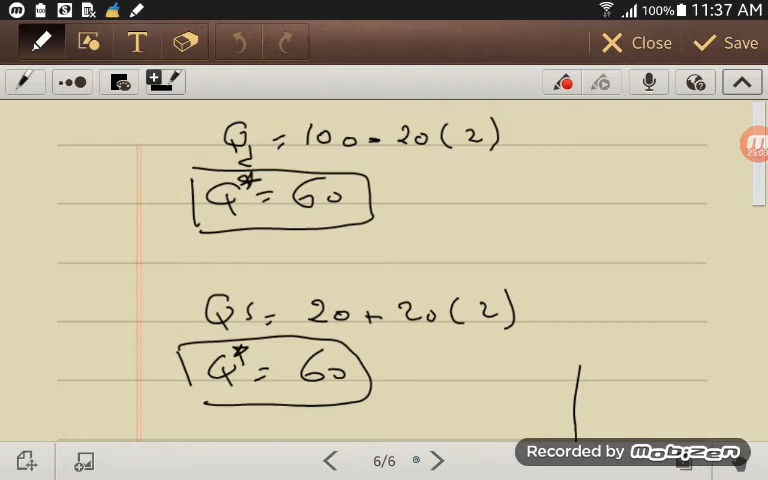 100% 11:37 AM
T Close Save
Qd = 100 - 20(2)
Q* = 60
Qs = 20 + 20(2)
Q* = 60
6/6
Recorded by mobizen